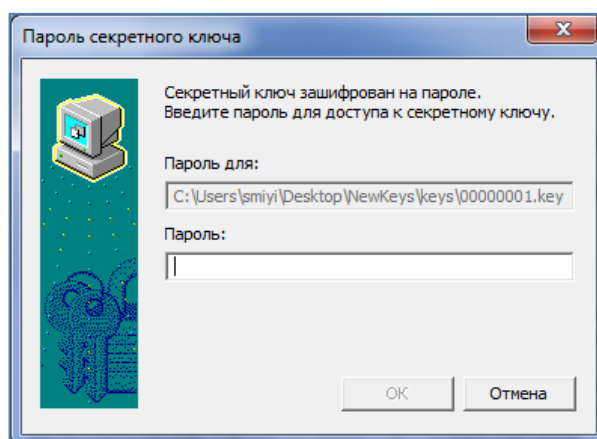 Пароль секретного ключа
Секретный ключ зашифрован на пароле.
Введите пароль для доступа к секретному ключу.
Пароль для:
C:\Users\smiyi\Desktop\NewKeys\keys\00000001.key
Пароль:
ОК
Отмена